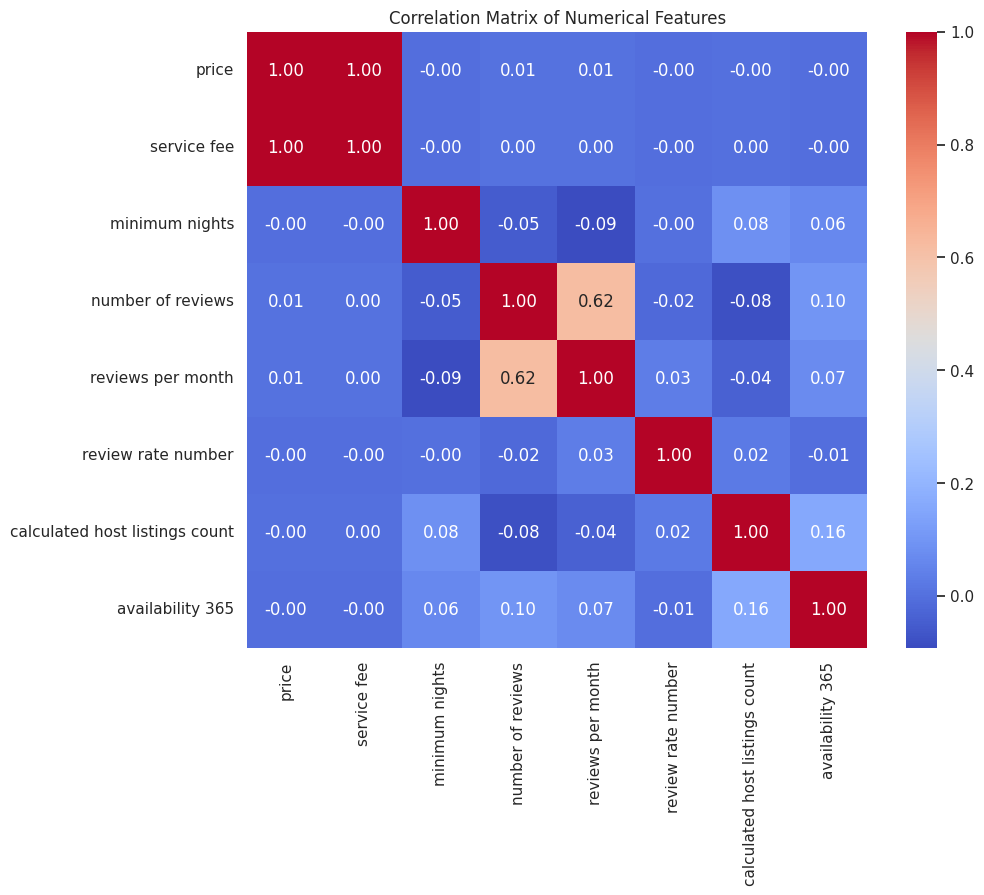 Correlation Matrix of Numerical Features
price 1.00 1.00 -0.00 0.01 0.01 -0.00 -0.00 -0.00
service fee 1.00 1.00 -0.00 0.00 0.00 -0.00 0.00 -0.00
minimum nights -0.00 -0.00 1.00 -0.05 -0.09 -0.00 0.08 0.06
number of reviews 0.01 0.00 -0.05 1.00 0.62 -0.02 -0.08 0.10
reviews per month 0.01 0.00 -0.09 0.62 1.00 0.03 -0.04 0.07
review rate number -0.00 -0.00 -0.00 -0.02 0.03 1.00 0.02 -0.01
calculated host listings count -0.00 0.00 0.08 -0.08 -0.04 0.02 1.00 0.16
availability 365 -0.00 -0.00 0.06 0.10 0.07 -0.01 0.16 1.00
price
service fee
minimum nights
number of reviews
reviews per month
review rate number
calculated host listings count
availability 365
1.0
0.8
0.6
0.4
0.2
0.0